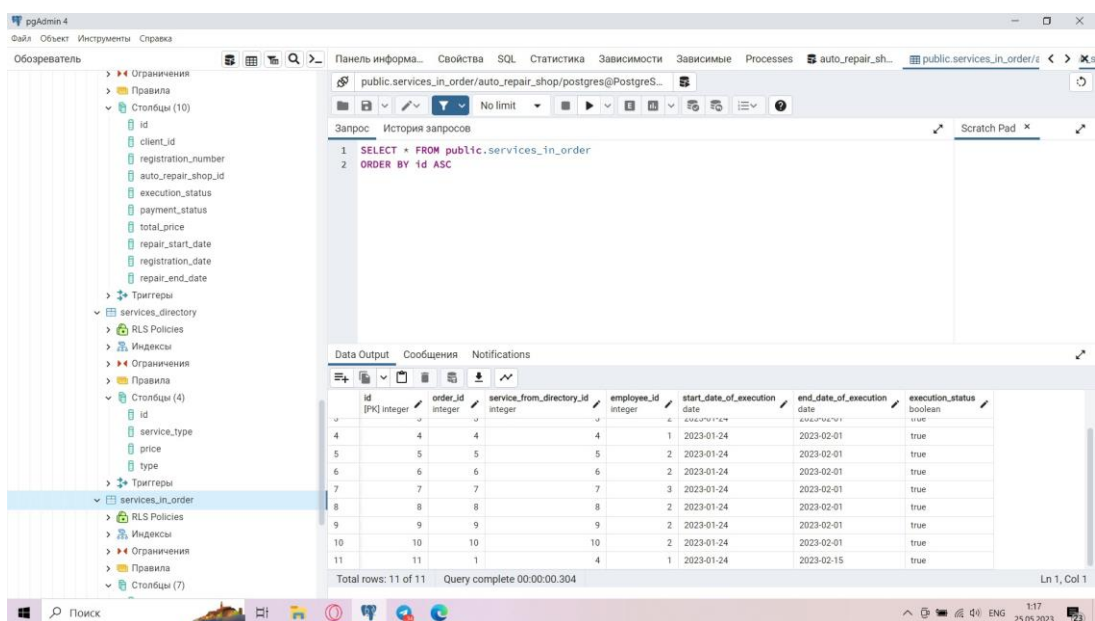 pgAdmin 4
Файл Объект Инструменты Справка
Обозреватель
Панель информа... Свойства SQL Статистика Зависимости Зависимые Processes auto_repair_sh... public.services_in_order/a
Ограничения
Правила
Столбцы (10)
id
client_id
registration_number
auto_repair_shop_id
execution_status
payment_status
total_price
repair_start_date
registration_date
repair_end_date
Триггеры
services_directory
RLS Policies
Индексы
Ограничения
Правила
Столбцы (4)
id
service_type
price
type
Триггеры
services_in_order
RLS Policies
Индексы
Ограничения
Правила
Столбцы (7)
public.services_in_order/auto_repair_shop/postgres@PostgreS...
No limit
E
Запрос История запросов
Scratch Pad
1 SELECT * FROM public.services_in_order
2 ORDER BY id ASC
Data Output Сообщения Notifications
id order_id service_from_directory_id employee_id start_date_of_execution end_date_of_execution execution_status
[PK] integer integer integer integer date date boolean
4 4 4 4 1 2023-01-24 2023-02-01 true
5 5 5 5 2 2023-01-24 2023-02-01 true
6 6 6 6 2 2023-01-24 2023-02-01 true
7 7 7 7 3 2023-01-24 2023-02-01 true
8 8 8 8 2 2023-01-24 2023-02-01 true
9 9 9 9 2 2023-01-24 2023-02-01 true
10 10 10 10 2 2023-01-24 2023-02-01 true
11 11 1 4 1 2023-01-24 2023-02-15 true
Total rows: 11 of 11 Query complete 00:00:00.304 Ln 1, Col 1
Поиск
ENG
1:17
25.05.2023